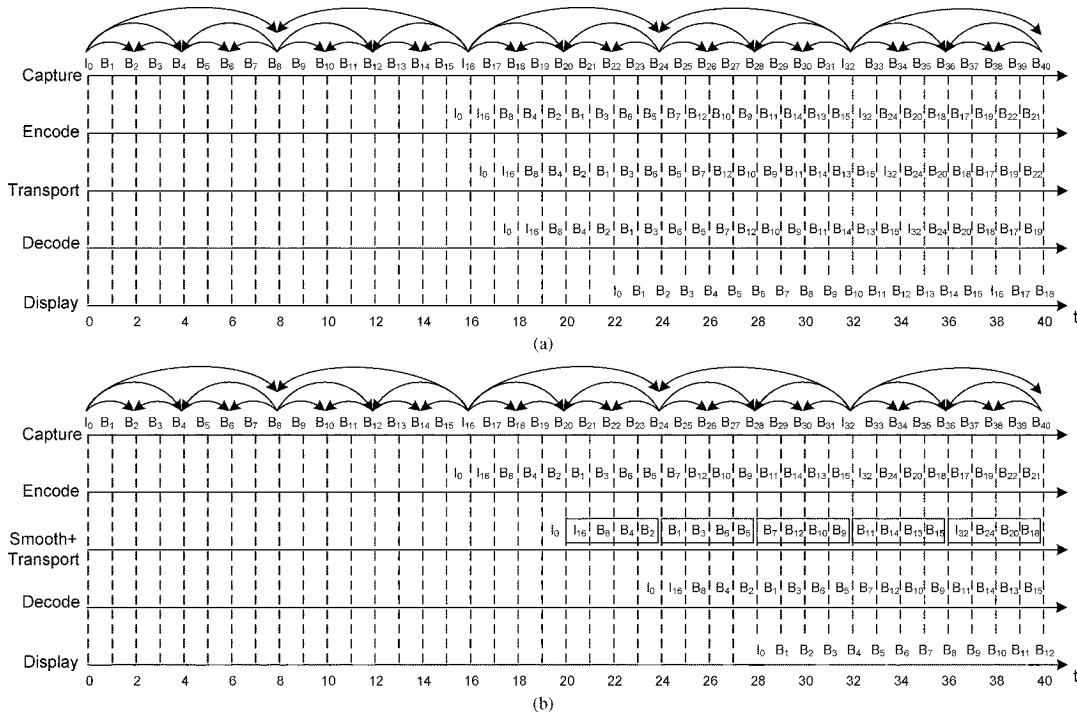 I0 B1 B2 B3 B4 B5 B6 B7 B8 B9 B10 B11 B12 B13 B14 B15 I16 B17 B18 B19 B20 B21 B22 B23 B24 B25 B26 B27 B28 B29 B30 B31 I32 B33 B34 B35 B36 B37 B38 B39 B40
Capture
I0 I16 B8 B4 B2 B1 B3 B6 B5 B7 B12 B10 B9 B11 B14 B13 B15 I32 B24 B20 B18 B17 B19 B22 B21
Encode
I0 I16 B8 B4 B2 B1 B3 B6 B5 B7 B12 B10 B9 B11 B14 B13 B15 I32 B24 B20 B18 B17 B19 B22
Transport
I0 I16 B8 B4 B2 B1 B3 B6 B5 B7 B12 B10 B9 B11 B14 B13 B15 I32 B24 B20 B18 B17 B19
Decode
I0 B1 B2 B3 B4 B5 B6 B7 B8 B9 B10 B11 B12 B13 B14 B15 I16 B17 B18
Display
0 2 4 6 8 10 12 14 16 18 20 22 24 26 28 30 32 34 36 38 40 t
(a)
I0 B1 B2 B3 B4 B5 B6 B7 B8 B9 B10 B11 B12 B13 B14 B15 I16 B17 B18 B19 B20 B21 B22 B23 B24 B25 B26 B27 B28 B29 B30 B31 I32 B33 B34 B35 B36 B37 B38 B39 B40
Capture
I0 I16 B8 B4 B2 B1 B3 B6 B5 B7 B12 B10 B9 B11 B14 B13 B15 I32 B24 B20 B18 B17 B19 B22 B21
Encode
I0 I16 B8 B4 B2 B1 B3 B6 B5 B7 B12 B10 B9 B11 B14 B13 B15 I32 B24 B20 B18
Smooth+
Transport
I0 I16 B8 B4 B2 B1 B3 B6 B5 B7 B12 B10 B9 B11 B14 B13 B15
Decode
I0 B1 B2 B3 B4 B5 B6 B7 B8 B9 B10 B11 B12
Display
0 2 4 6 8 10 12 14 16 18 20 22 24 26 28 30 32 34 36 38 40 t
(b)